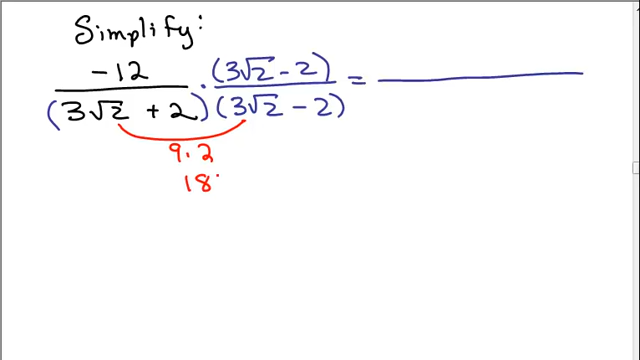 Simplify:
-12 (3√2 - 2)
(3√2 + 2) · (3√2 - 2) =
9·2
18